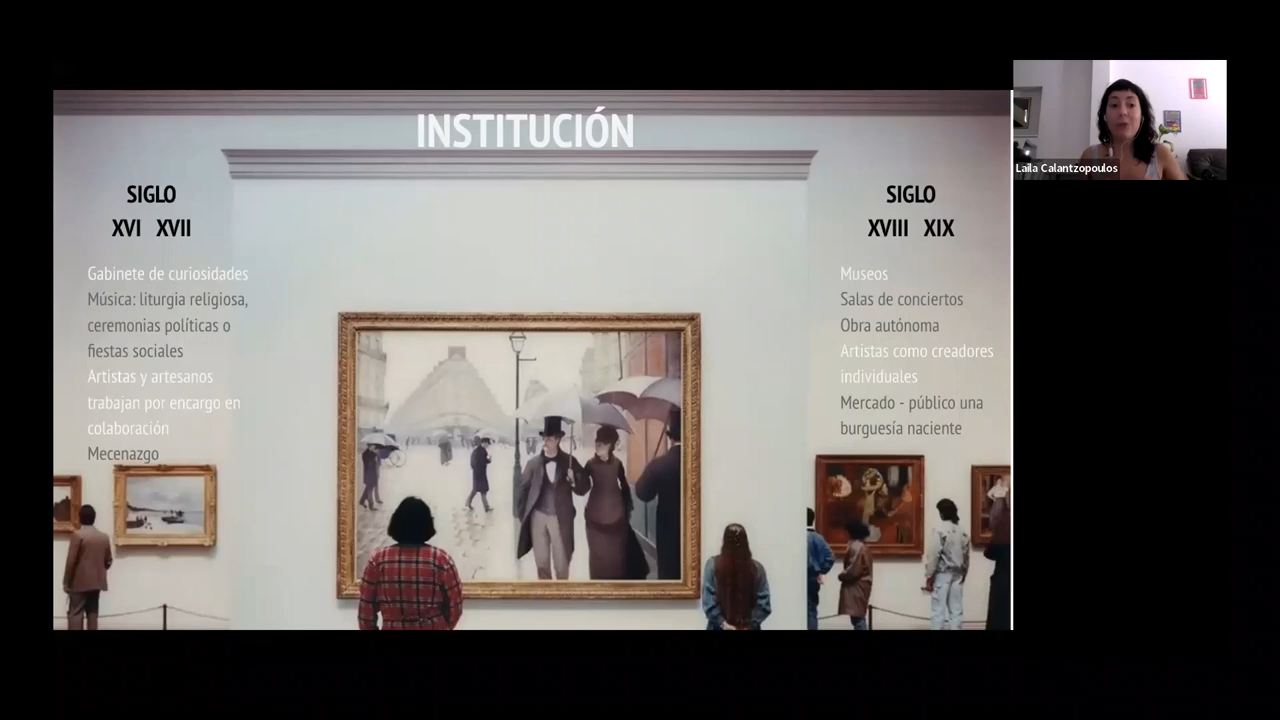 INSTITUCIÓN
SIGLO
XVI XVII
Gabinete de curiosidades
Música: liturgia religiosa,
ceremonias políticas o
fiestas sociales
Artistas y artesanos
trabajan por encargo en
colaboración
Mecenazgo
SIGLO
XVIII XIX
Museos
Salas de conciertos
Obra autónoma
Artistas como creadores
individuales
Mercado - público una
burguesía naciente
Laila Calantzopoulos